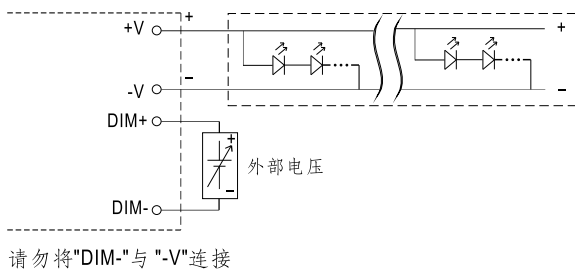 +V
+
+
-V
−
−
DIM+
+
外部电压
−
DIM-
请勿将"DIM-"与 "-V"连接